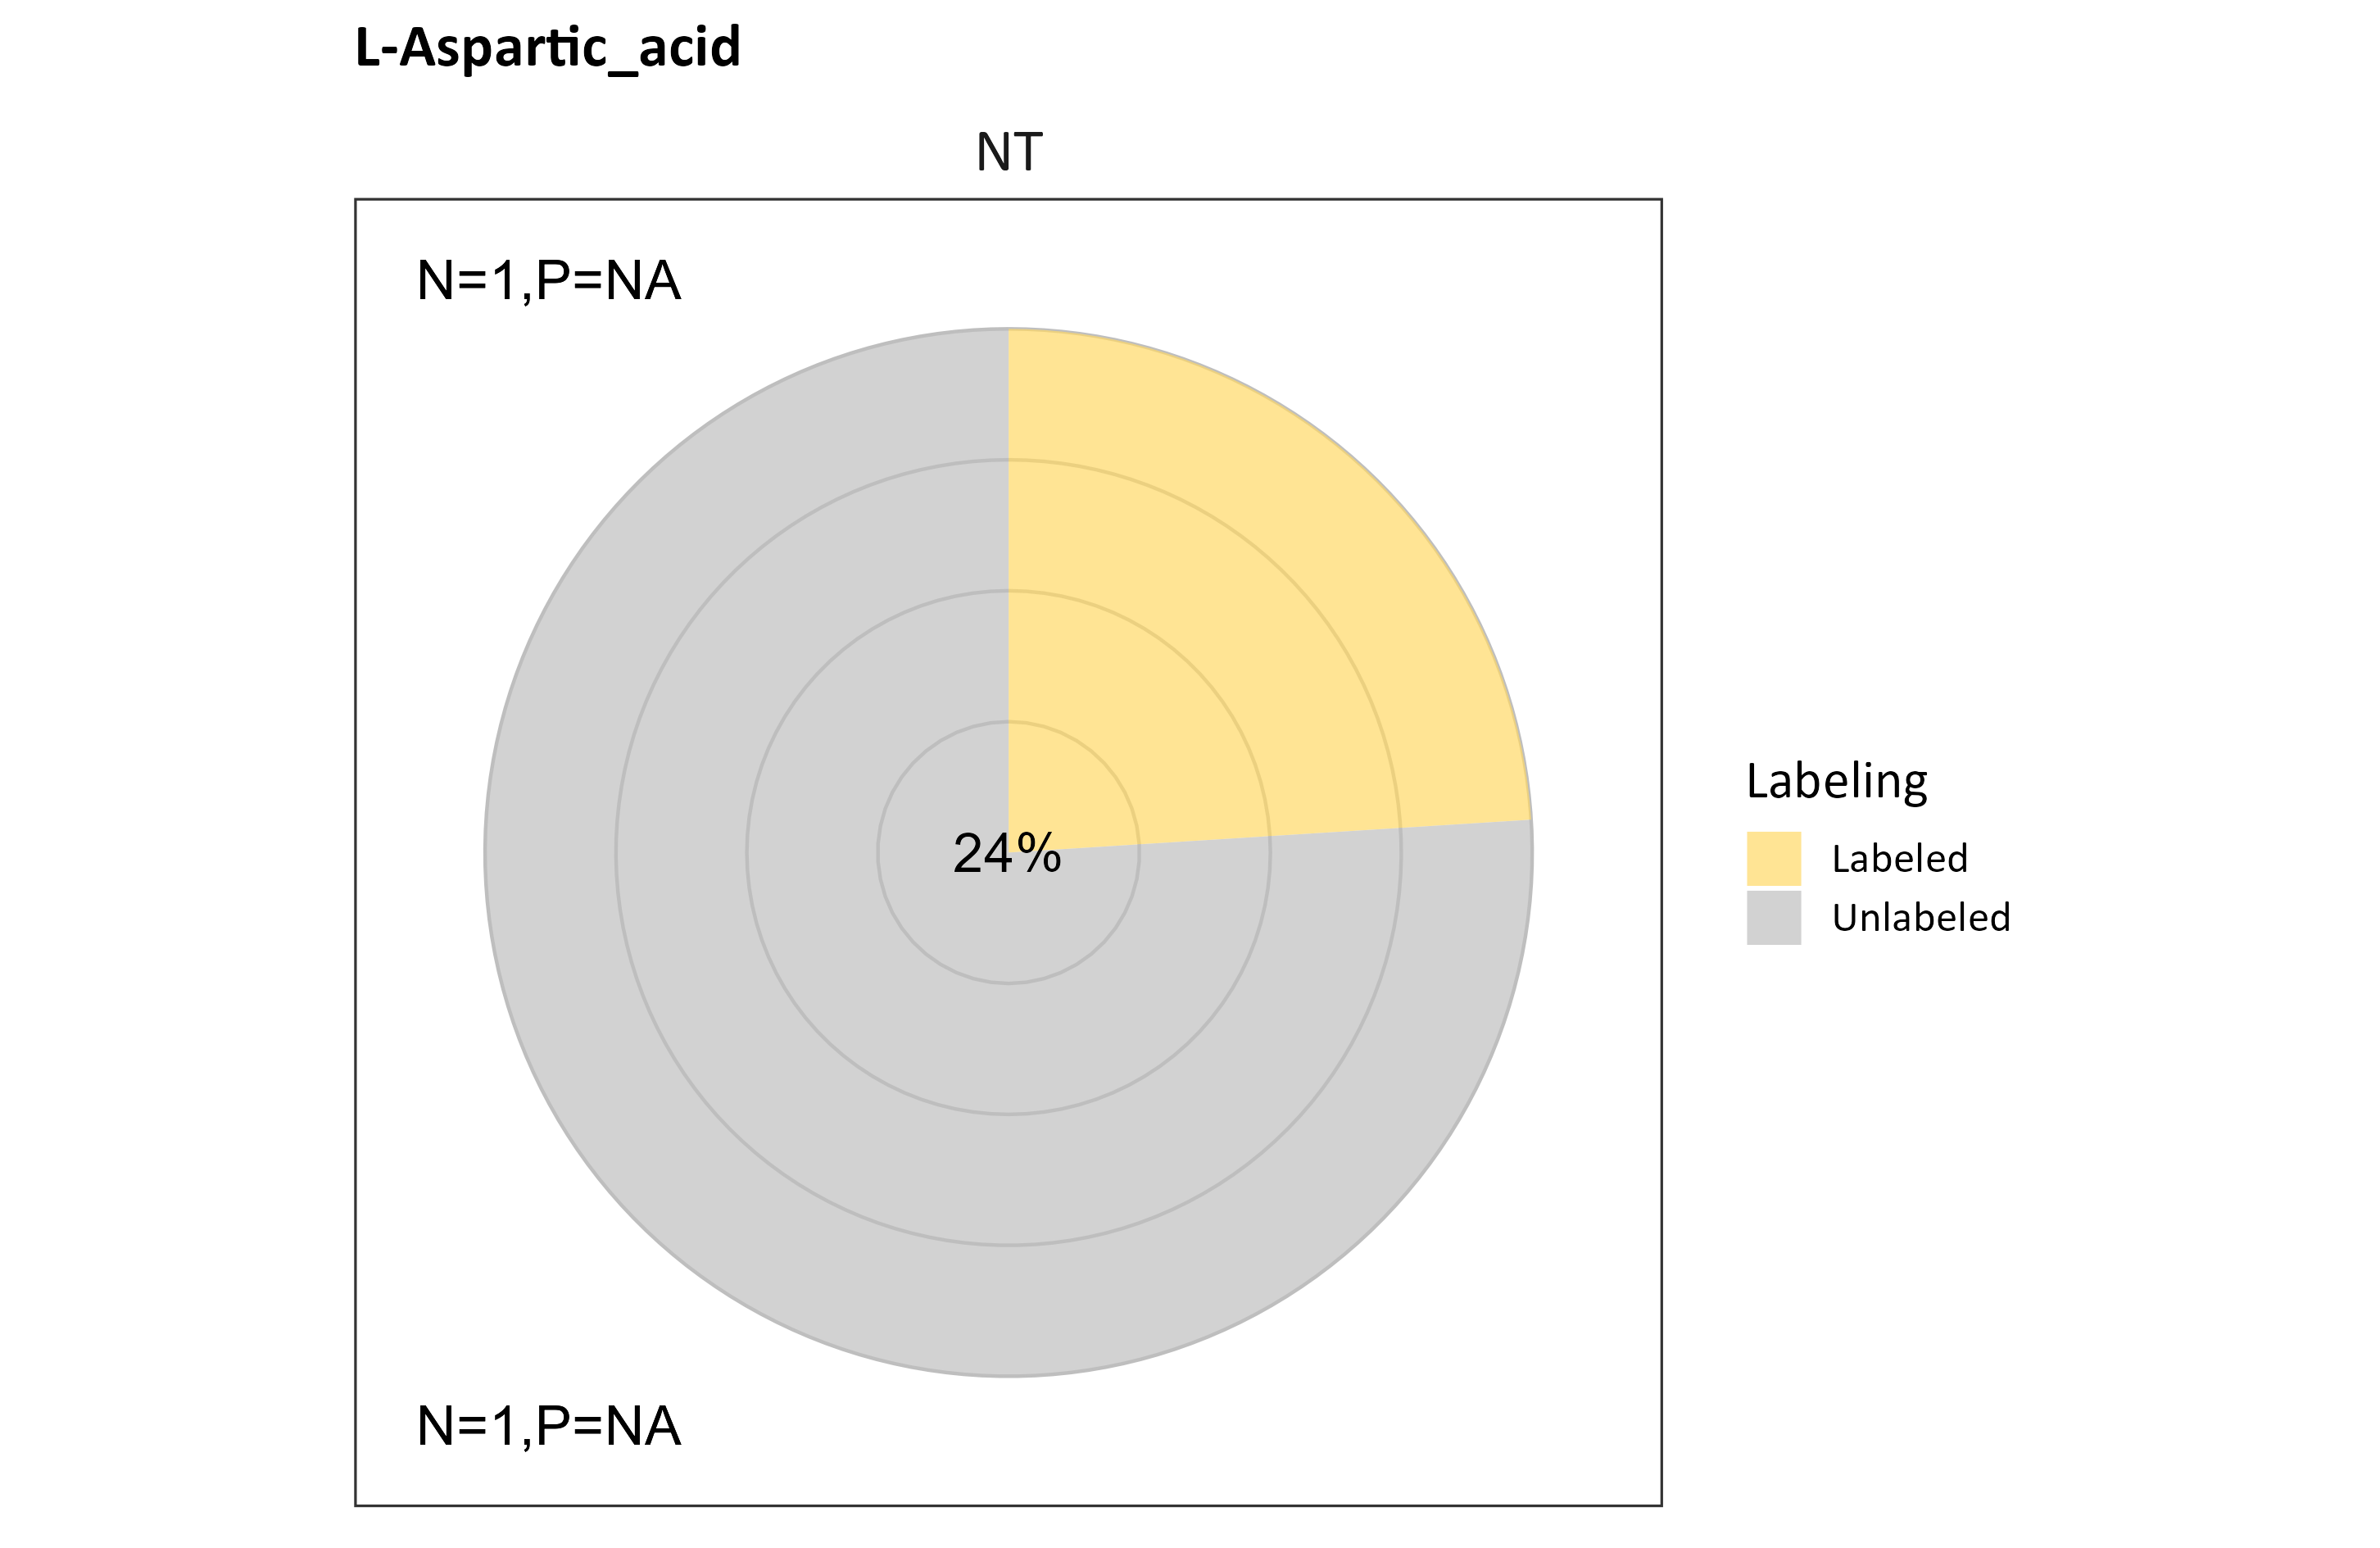 L-Aspartic_acid
NT
N=1,P=NA
24%
Labeling
Labeled
Unlabeled
N=1,P=NA